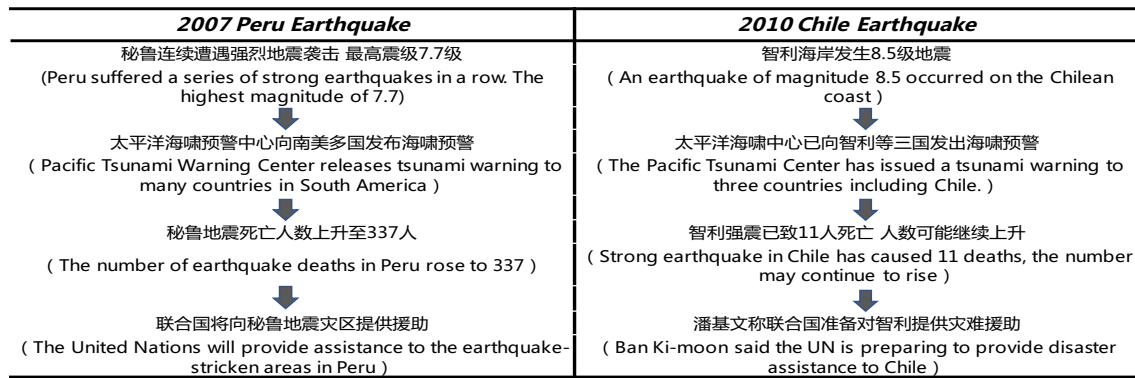 2007 Peru Earthquake
秘鲁连续遭遇强烈地震袭击 最高震级7.7级
(Peru suffered a series of strong earthquakes in a row. The
highest magnitude of 7.7)
太平洋海啸预警中心向南美多国发布海啸预警
( Pacific Tsunami Warning Center releases tsunami warning to
many countries in South America )
秘鲁地震死亡人数上升至337人
( The number of earthquake deaths in Peru rose to 337 )
联合国将向秘鲁地震灾区提供援助
( The United Nations will provide assistance to the earthquake-
stricken areas in Peru )
2010 Chile Earthquake
智利海岸发生8.5级地震
( An earthquake of magnitude 8.5 occurred on the Chilean
coast )
太平洋海啸中心已向智利等三国发出海啸预警
( The Pacific Tsunami Center has issued a tsunami warning to
three countries including Chile. )
智利强震已致11人死亡 人数可能继续上升
( Strong earthquake in Chile has caused 11 deaths, the number
may continue to rise )
潘基文称联合国准备对智利提供灾难援助
( Ban Ki-moon said the UN is preparing to provide disaster
assistance to Chile )